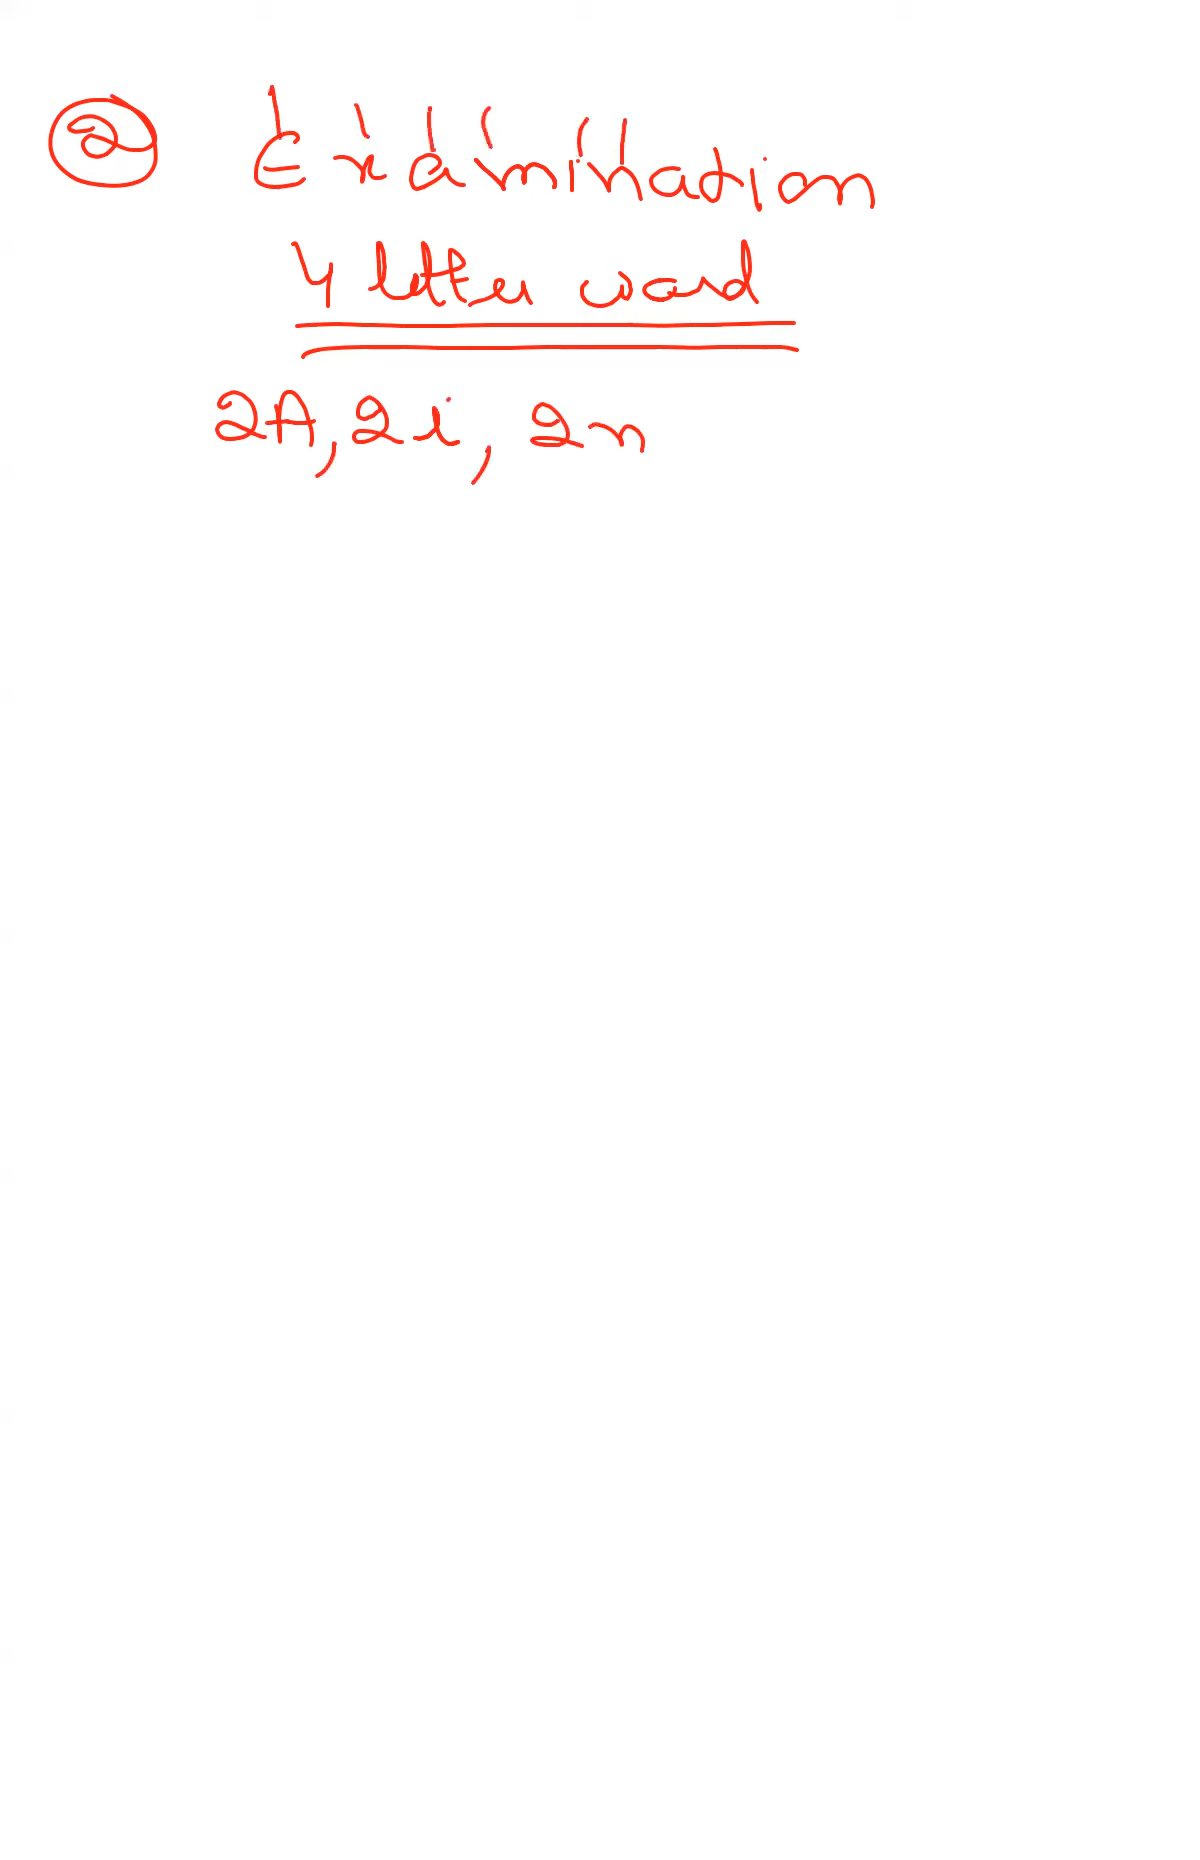 ② Examination
4 letter word
2A, 2i, 2n